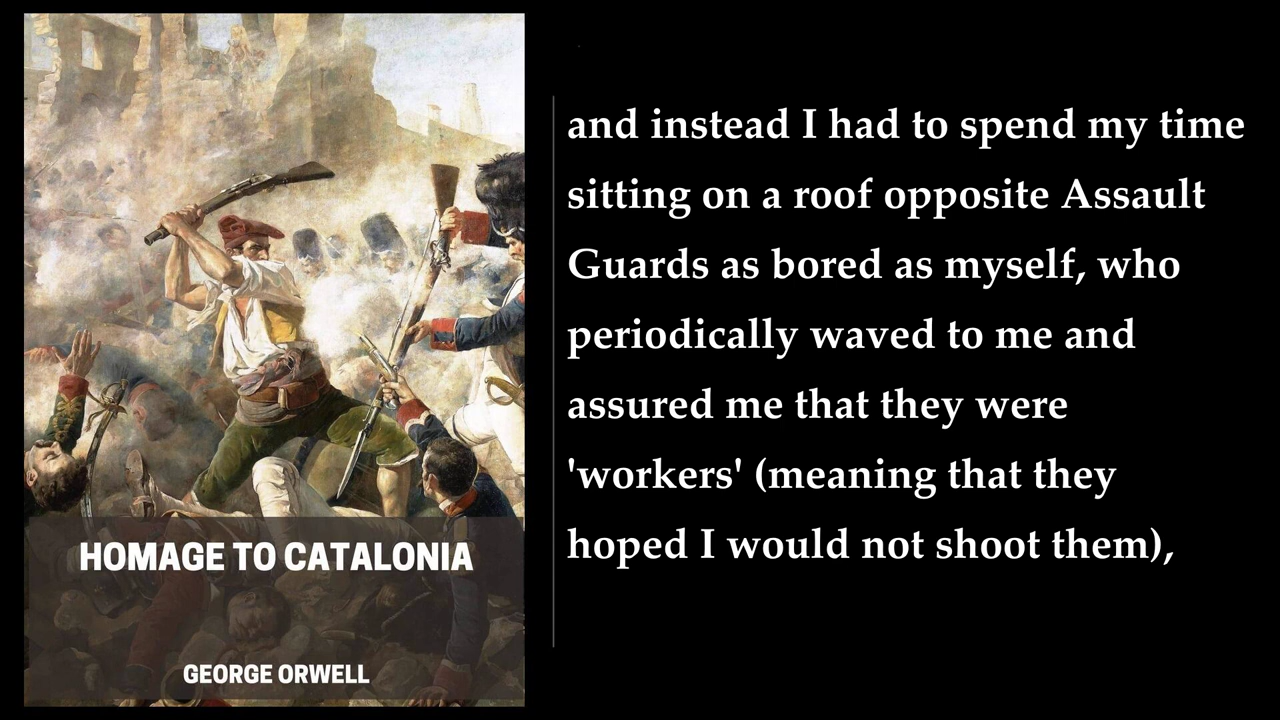 HOMAGE TO CATALONIA
GEORGE ORWELL
and instead I had to spend my time
sitting on a roof opposite Assault
Guards as bored as myself, who
periodically waved to me and
assured me that they were
'workers' (meaning that they
hoped I would not shoot them),